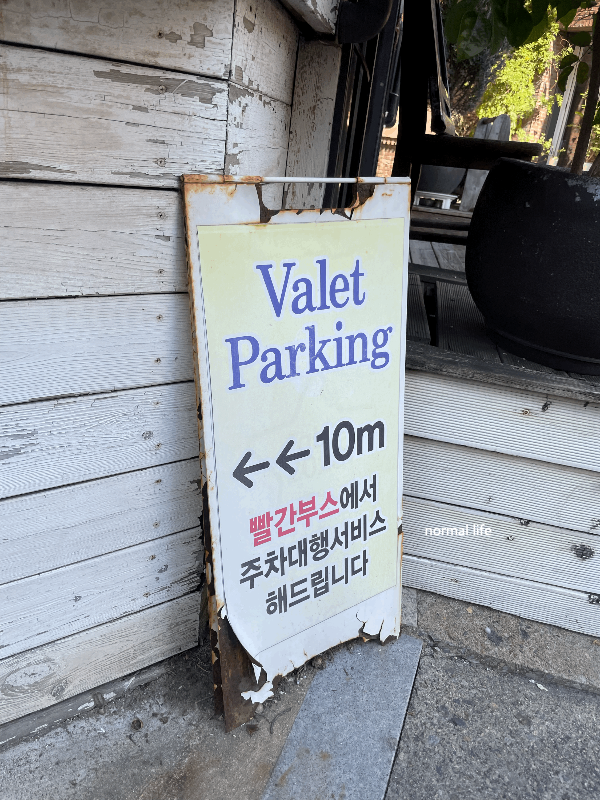 Valet
Parking
←←10m
빨간부스에서
주차대행서비스
해드립니다
normal life